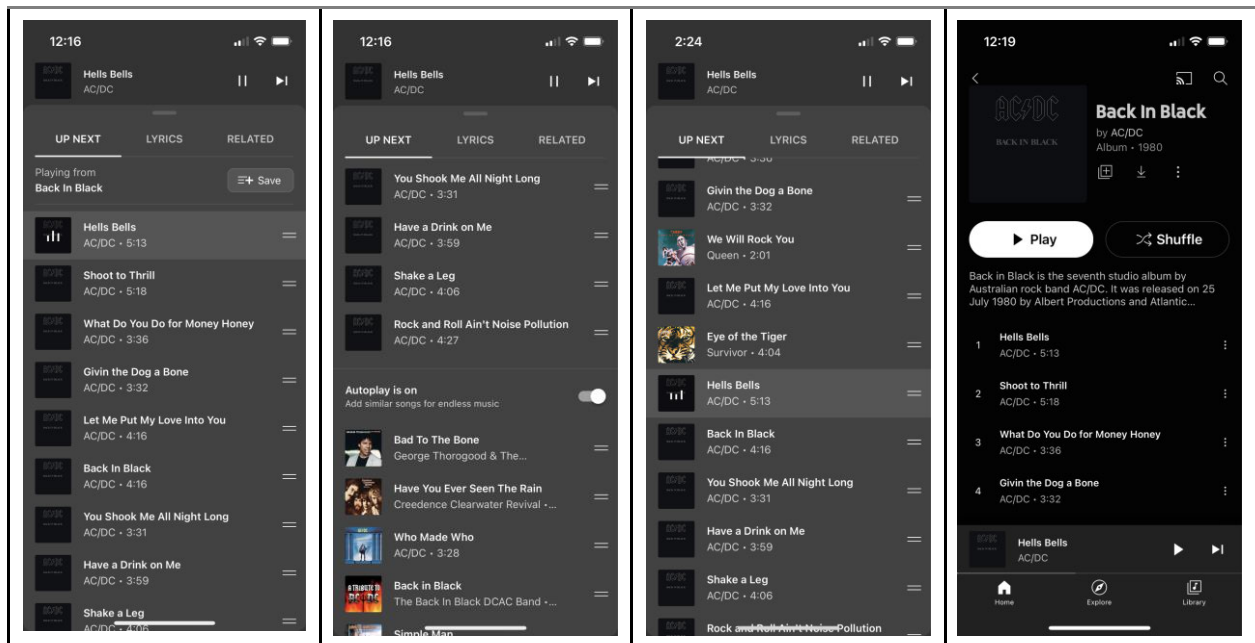 12:16
Hells Bells
AC/DC
UP NEXT LYRICS RELATED
Playing from
Back In Black
Save
Hells Bells
AC/DC • 5:13
Shoot to Thrill
AC/DC • 5:18
What Do You Do for Money Honey
AC/DC • 3:36
Givin the Dog a Bone
AC/DC • 3:32
Let Me Put My Love Into You
AC/DC • 4:16
Back In Black
AC/DC • 4:16
You Shook Me All Night Long
AC/DC • 3:31
Have a Drink on Me
AC/DC • 3:59
Shake a Leg
AC/DC • 4:06
12:16
Hells Bells
AC/DC
UP NEXT LYRICS RELATED
You Shook Me All Night Long
AC/DC • 3:31
Have a Drink on Me
AC/DC • 3:59
Shake a Leg
AC/DC • 4:06
Rock and Roll Ain't Noise Pollution
AC/DC • 4:27
Autoplay is on
Add similar songs for endless music
Bad To The Bone
George Thorogood & The...
Have You Ever Seen The Rain
Creedence Clearwater Revival •...
Who Made Who
AC/DC • 3:28
Back in Black
The Back In Black DCAC Band •...
Simple Man
2:24
Hells Bells
AC/DC
UP NEXT LYRICS RELATED
AC/DC • 3:36
Givin the Dog a Bone
AC/DC • 3:32
We Will Rock You
Queen • 2:01
Let Me Put My Love Into You
AC/DC • 4:16
Eye of the Tiger
Survivor • 4:04
Hells Bells
AC/DC • 5:13
Back In Black
AC/DC • 4:16
You Shook Me All Night Long
AC/DC • 3:31
Have a Drink on Me
AC/DC • 3:59
Shake a Leg
AC/DC • 4:06
Rock and Roll Ain't Noise Pollution
12:19
AC/DC
BACK IN BLACK
Back In Black
by AC/DC
Album • 1980
Play
Shuffle
Back in Black is the seventh studio album by
Australian rock band AC/DC. It was released on 25
July 1980 by Albert Productions and Atlantic...
1 Hells Bells
AC/DC • 5:13
2 Shoot to Thrill
AC/DC • 5:18
3 What Do You Do for Money Honey
AC/DC • 3:36
4 Givin the Dog a Bone
AC/DC • 3:32
Hells Bells
AC/DC
Home Explore Library